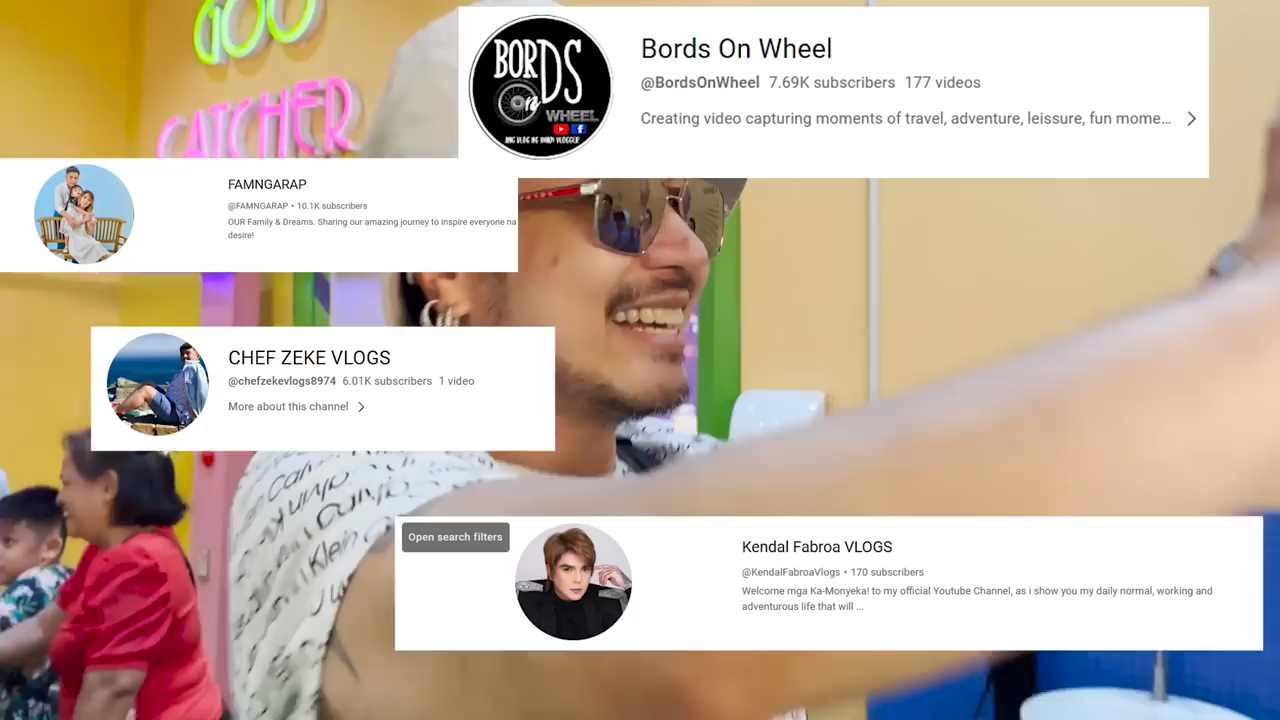 GOO
CATCHER
BORDS
on
WHEEL
Bords On Wheel
@BordsOnWheel 7.69K subscribers 177 videos
Creating video capturing moments of travel, adventure, leissure, fun mome...
FAMNGARAP
@FAMNGARAP • 10.1K subscribers
OUR Family & Dreams. Sharing our amazing journey to inspire everyone na
desire!
CHEF ZEKE VLOGS
@chefzekevlogs8974 6.01K subscribers 1 video
More about this channel
Open search filters
Kendal Fabroa VLOGS
@KendalFabroaVlogs • 170 subscribers
Welcome mga Ka-Monyeka! to my official Youtube Channel, as i show you my daily normal, working and
adventurous life that will ...
Klein